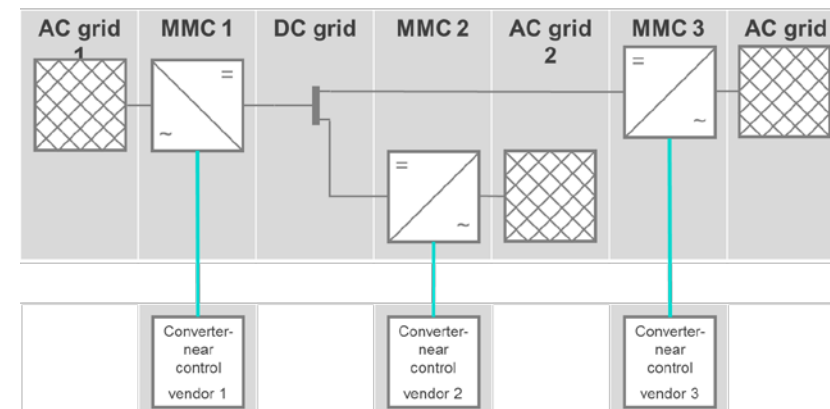 AC grid 1
MMC 1
DC grid
MMC 2
AC grid 2
MMC 3
AC grid
=
~
=
~
=
~
Converter-
near
control
vendor 1
Converter-
near
control
vendor 2
Converter-
near
control
vendor 3